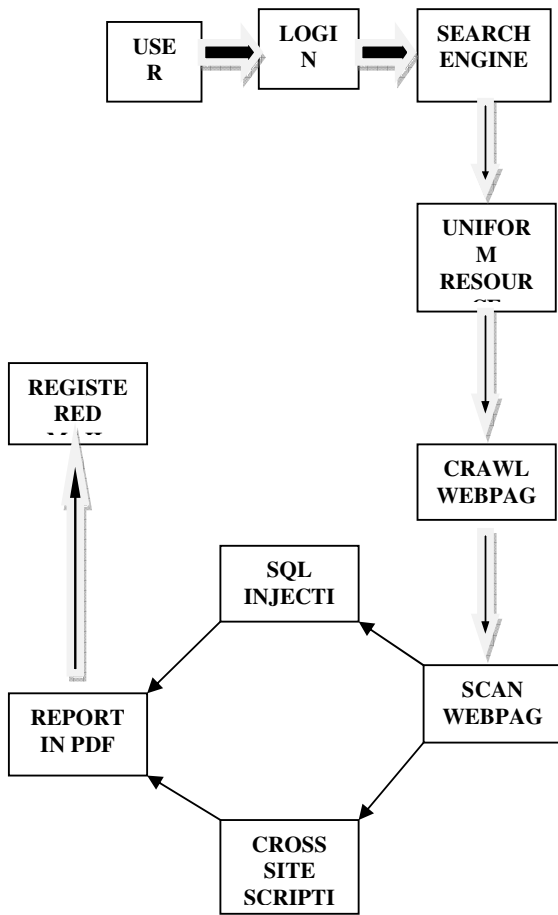 USE
R
LOGI
N
SEARCH
ENGINE
UNIFOR
M
RESOUR
REGISTE
RED
CRAWL
WEBPAG
SQL
INJECTI
SCAN
WEBPAG
REPORT
IN PDF
CROSS
SITE
SCRIPTI